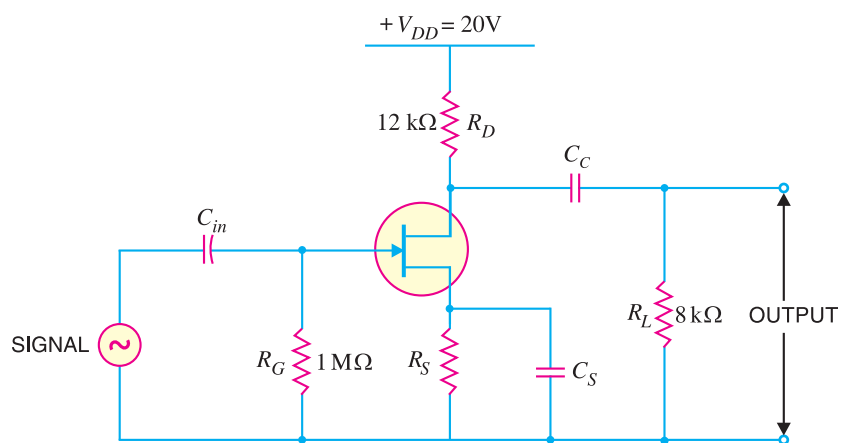 + V_DD = 20V
12 kΩ R_D
C_C
C_in
SIGNAL
R_G 1 MΩ
R_S
C_S
R_L 8 kΩ
OUTPUT